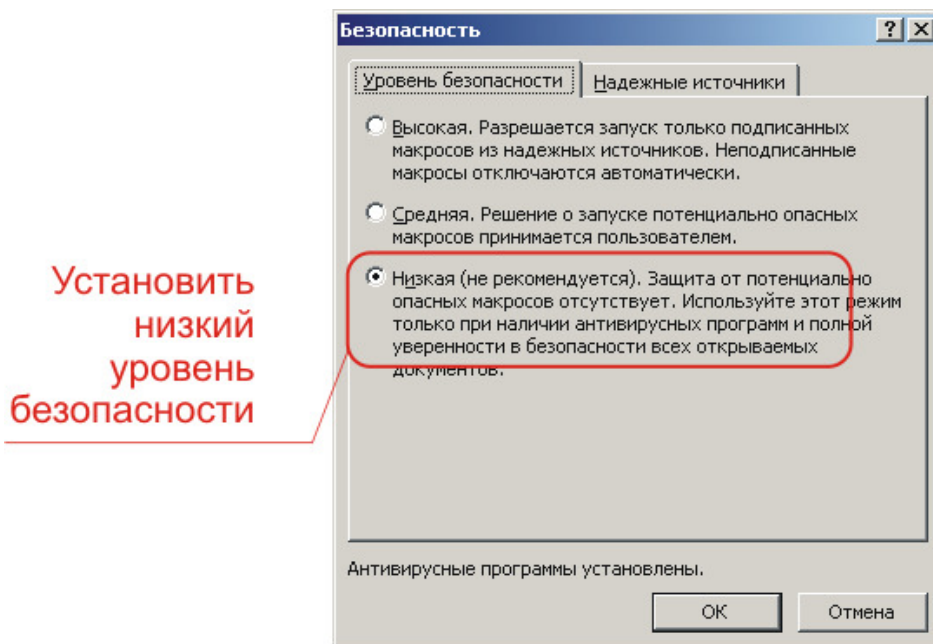 Безопасность
Уровень безопасности
Надежные источники
Высокая. Разрешается запуск только подписанных
макросов из надежных источников. Неподписанные
макросы отключаются автоматически.
Средняя. Решение о запуске потенциально опасных
макросов принимается пользователем.
Низкая (не рекомендуется). Защита от потенциально
опасных макросов отсутствует. Используйте этот режим
только при наличии антивирусных программ и полной
уверенности в безопасности всех открываемых
документов.
Установить
низкий
уровень
безопасности
Антивирусные программы установлены.
ОК
Отмена